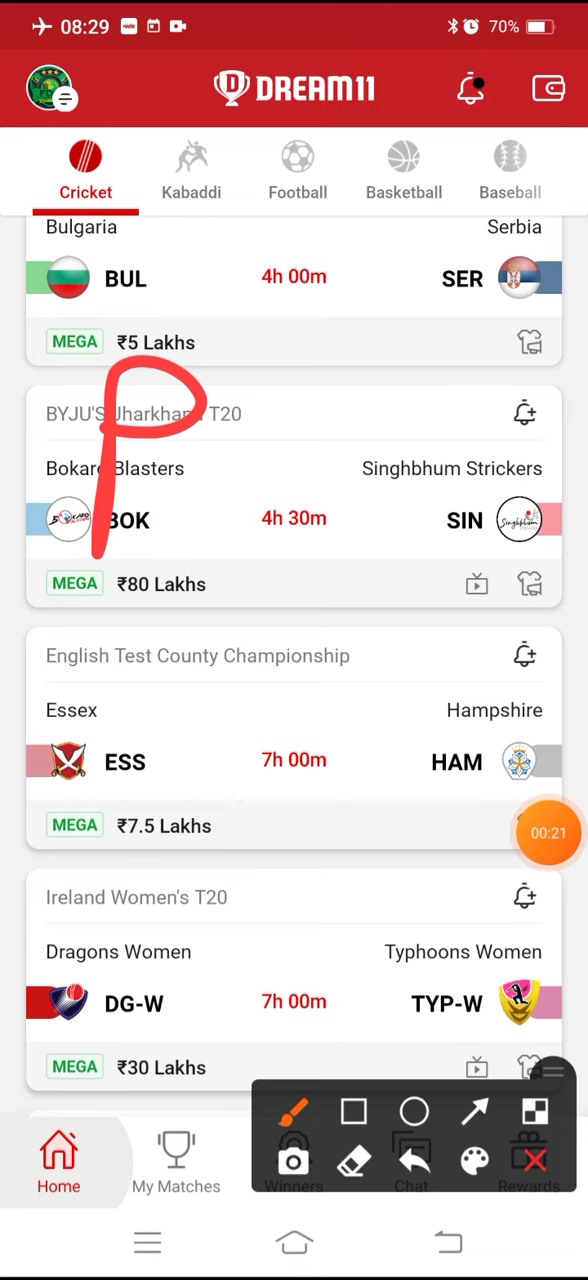 08:29
70%
DREAM11
Cricket Kabaddi Football Basketball Baseball
Bulgaria Serbia
BUL 4h 00m SER
MEGA ₹5 Lakhs
BYJU'S Jharkhand T20
Bokaro Blasters Singhbhum Strickers
BOK 4h 30m SIN
MEGA ₹80 Lakhs
P
English Test County Championship
Essex Hampshire
ESS 7h 00m HAM
MEGA ₹7.5 Lakhs
00:21
Ireland Women's T20
Dragons Women Typhoons Women
DG-W 7h 00m TYP-W
MEGA ₹30 Lakhs
Home My Matches Winners Chat Rewards